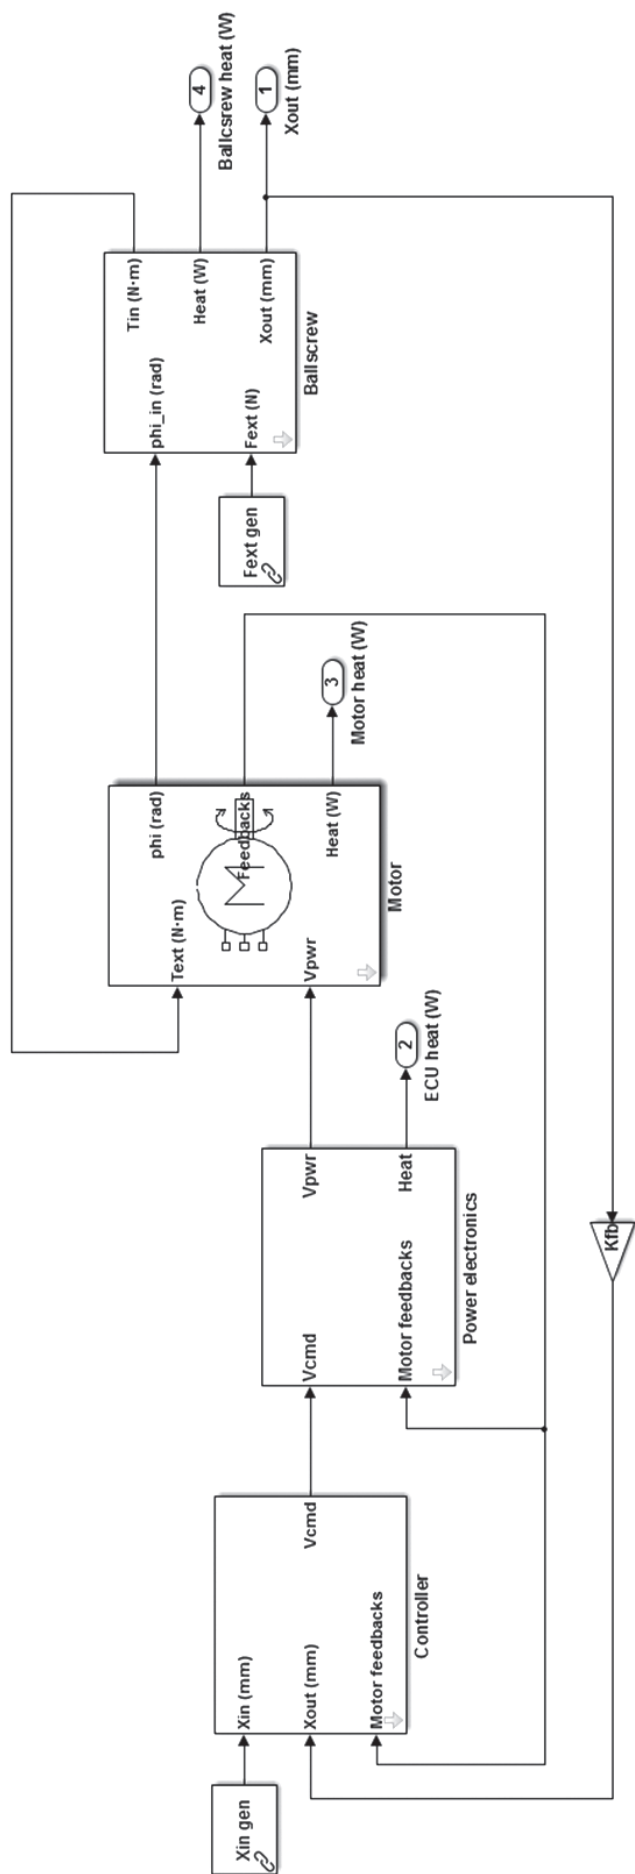 Xin gen
Xin (mm)
Xout (mm)
Motor feedbacks
Vcmd
Controller
Vcmd
Motor feedbacks
Vpwr
Heat
Power electronics
2
ECU heat (W)
Text (N·m)
Vpwr
M
phi (rad)
Feedbacks
Heat (W)
Motor
3
Motor heat (W)
Fext gen
phi_in (rad)
Fext (N)
Tin (N·m)
Heat (W)
Xout (mm)
Ballscrew
4
Ballcsrew heat (W)
1
Xout (mm)
Kfb